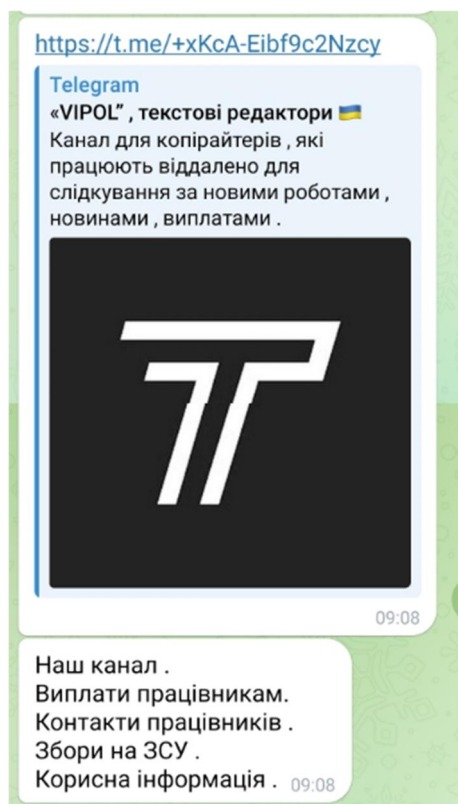 https://t.me/+xKcA-Eibf9c2Nzcy
Telegram
«VIPOL” , текстові редактори 🇺🇦
Канал для копірайтерів , які
працюють віддалено для
слідкування за новими роботами ,
новинами , виплатами .
09:08
Наш канал .
Виплати працівникам.
Контакти працівників .
Збори на ЗСУ .
Корисна інформація . 09:08